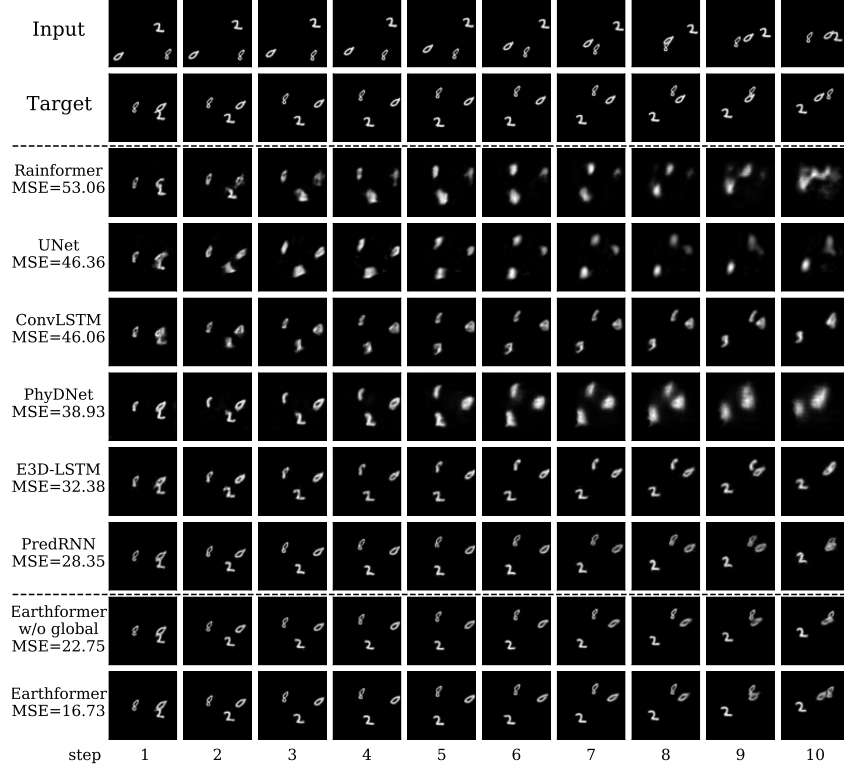 Input
Target
Rainformer
MSE=53.06
UNet
MSE=46.36
ConvLSTM
MSE=46.06
PhyDNet
MSE=38.93
E3D-LSTM
MSE=32.38
PredRNN
MSE=28.35
Earthformer
w/o global
MSE=22.75
Earthformer
MSE=16.73
step 1 2 3 4 5 6 7 8 9 10